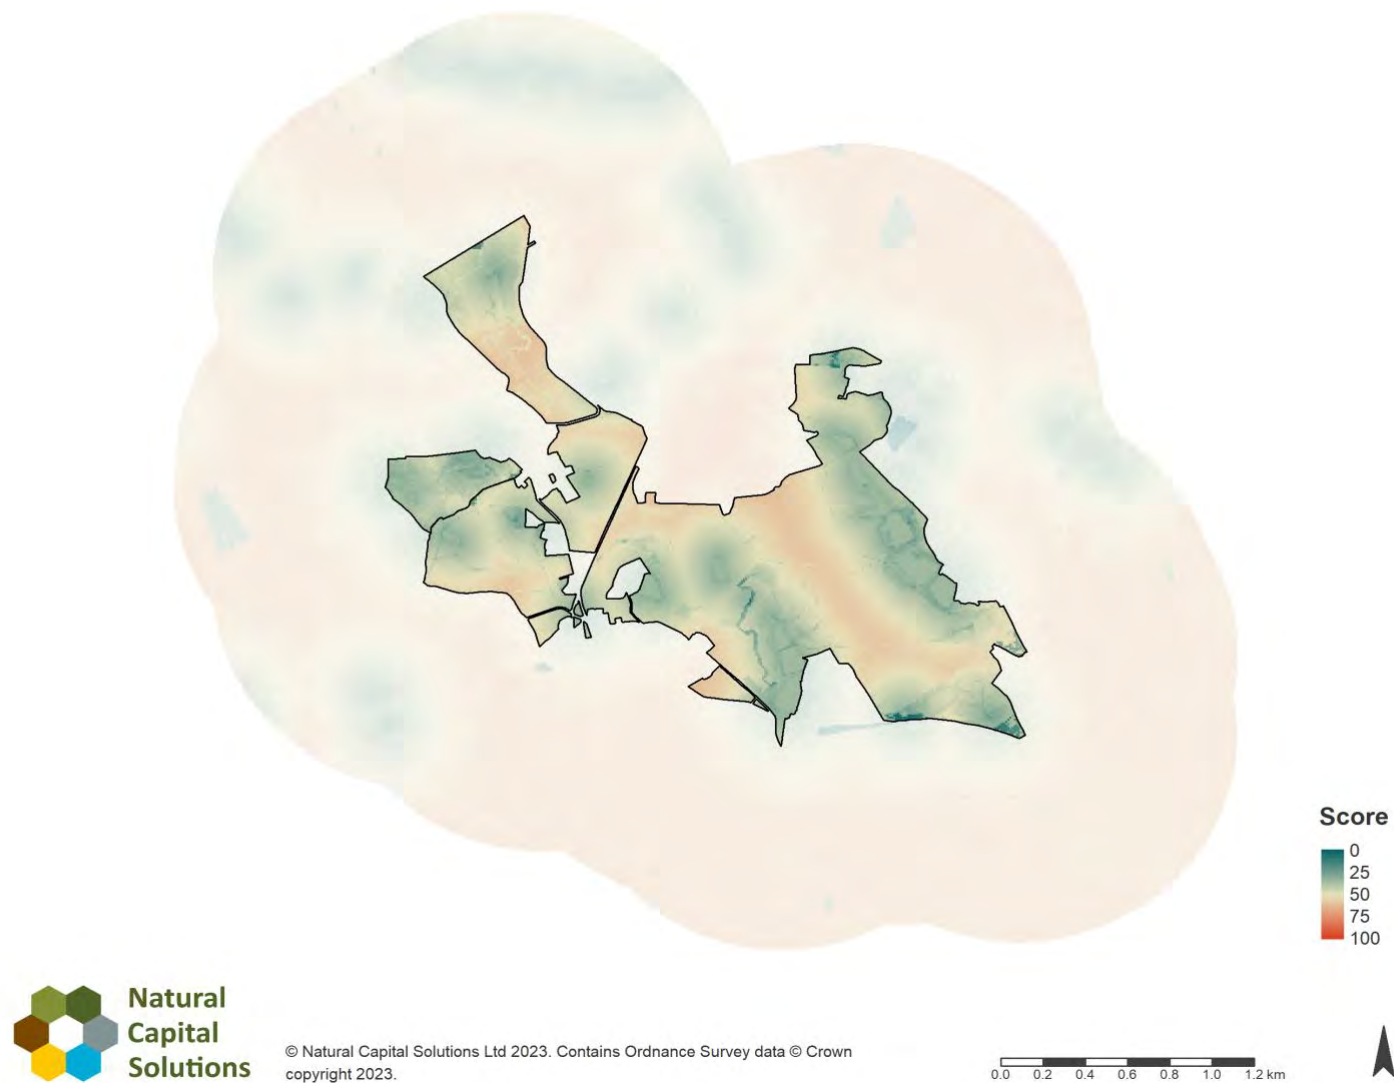 Score
0
25
50
75
100
Natural
Capital
Solutions
© Natural Capital Solutions Ltd 2023. Contains Ordnance Survey data © Crown
copyright 2023.
0.0 0.2 0.4 0.6 0.8 1.0 1.2 km